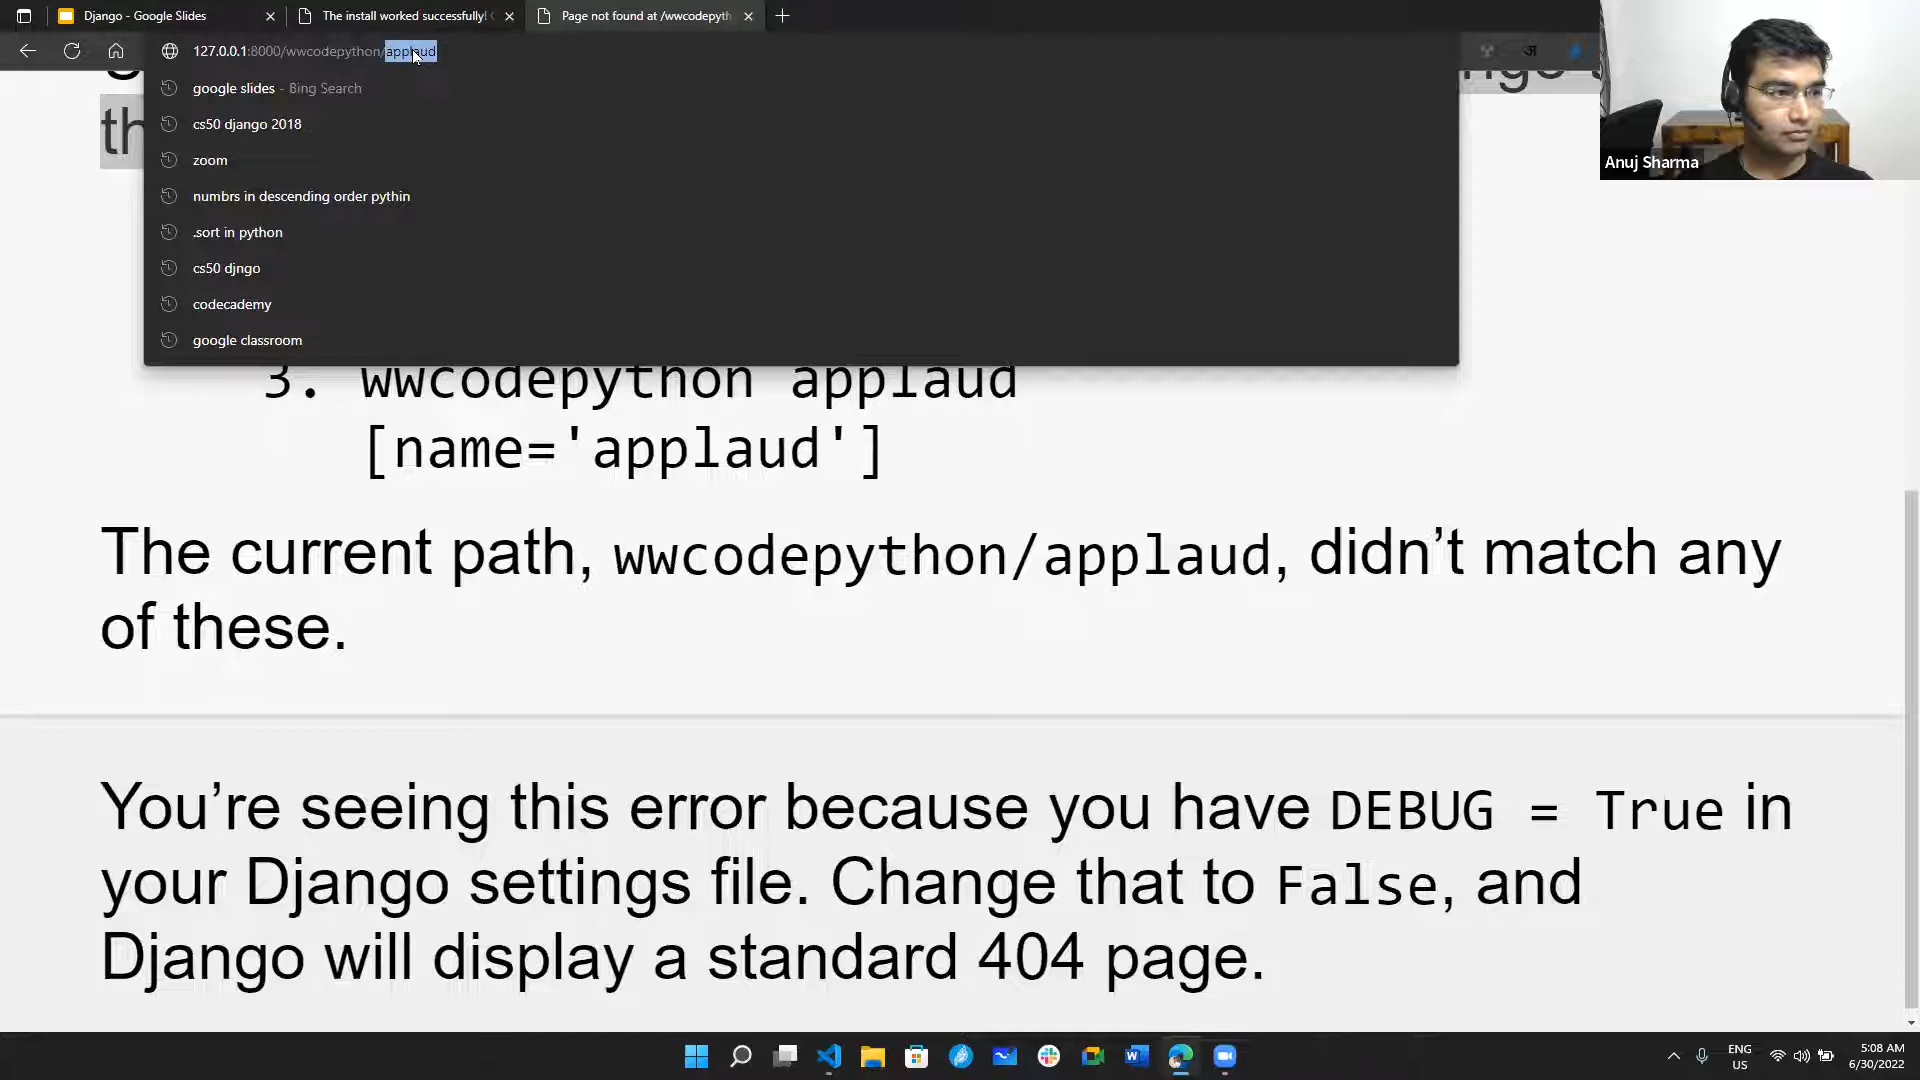 Django - Google Slides
The install worked successfully!
Page not found at /wwcodepyth
127.0.0.1:8000/wwcodepython/applaud
google slides - Bing Search
cs50 django 2018
zoom
numbrs in descending order pythin
.sort in python
cs50 djngo
codecademy
google classroom
th
Anuj Sharma
3. wwcodepython applaud
[name='applaud']
The current path, wwcodepython/applaud, didn’t match any
of these.
You’re seeing this error because you have DEBUG = True in
your Django settings file. Change that to False, and
Django will display a standard 404 page.
ENG
US
5:08 AM
6/30/2022